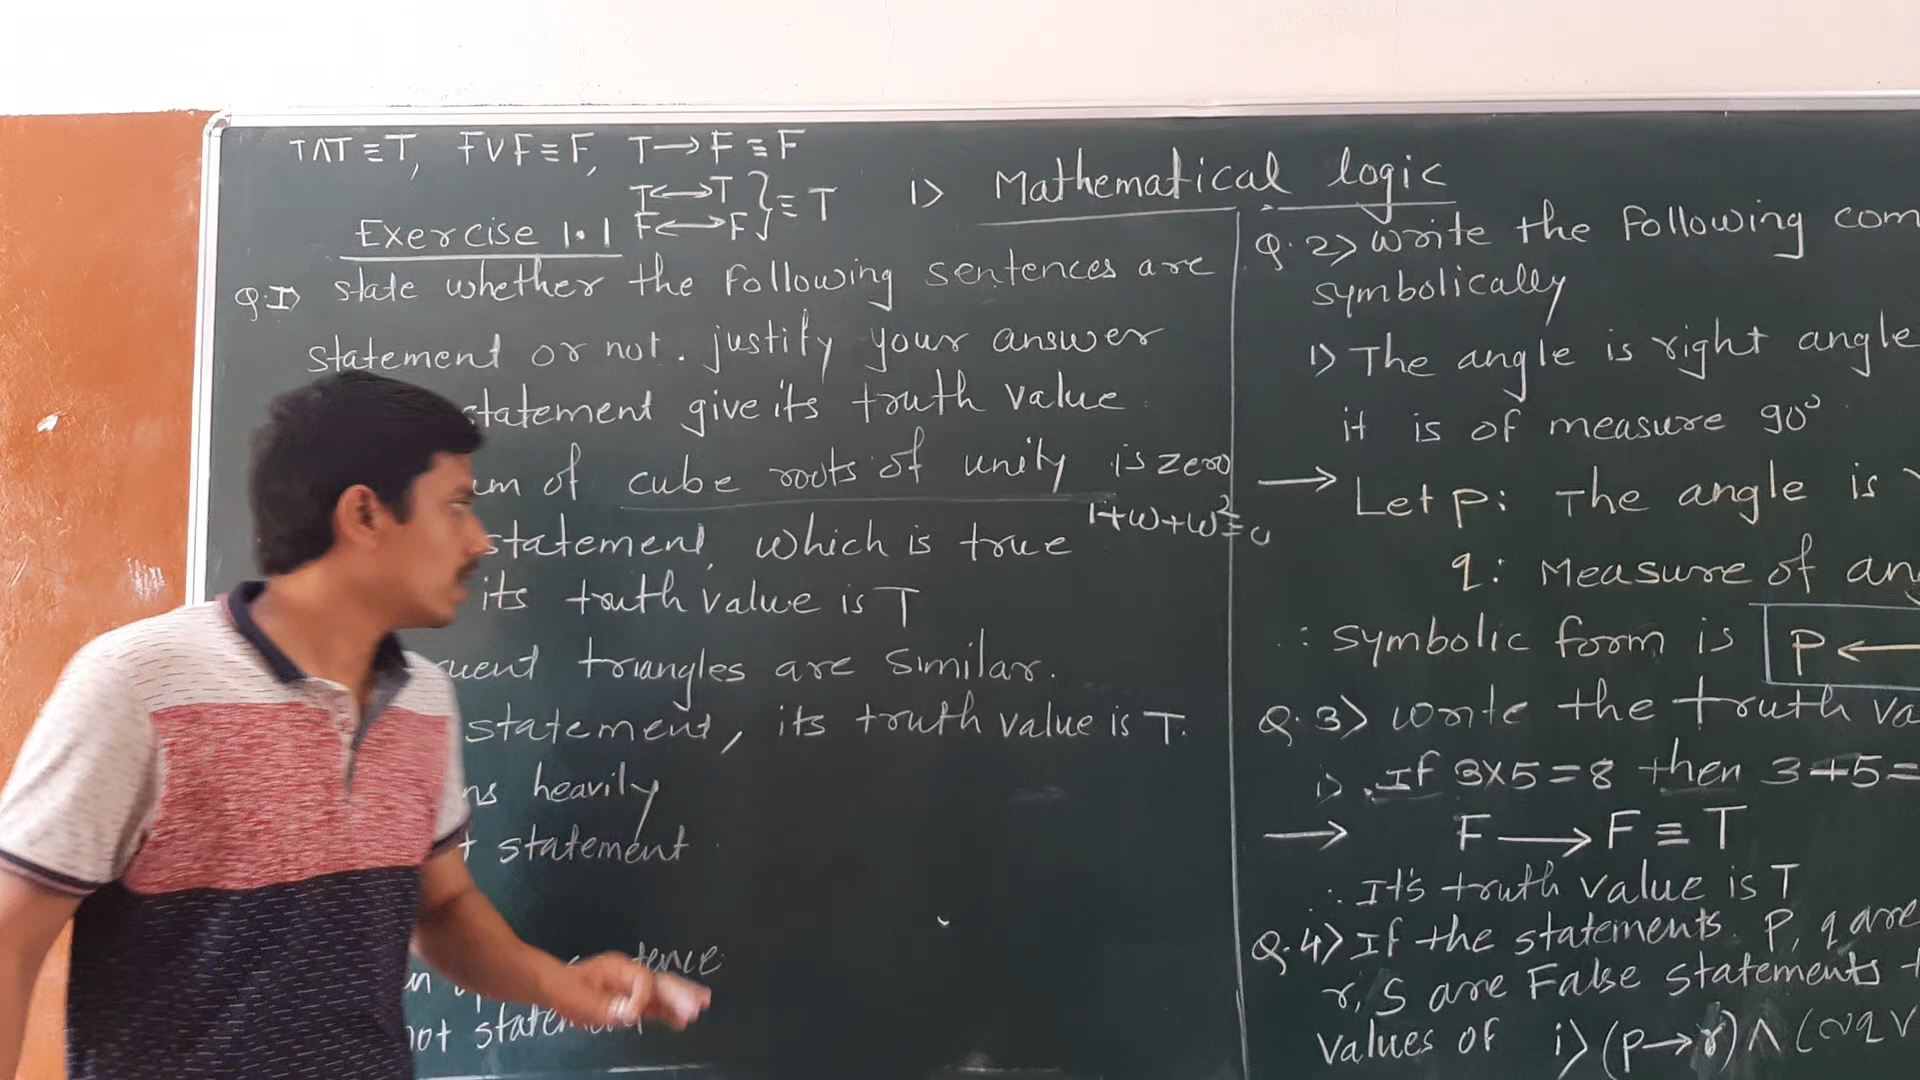 T∧T≡T, F∨F≡F, T→F≡F
T↔T
F↔F } ≡T
1> Mathematical logic
Exercise 1.1
Q.I> state whether the following sentences are
statement or not. justify your answer
statement give its truth value
of cube roots of unity is zero
1+ω+ω²=0
statement, which is true
its truth value is T
triangles are similar.
statement, its truth value is T.
heavily
statement
not statement
Q.2> Write the following
symbolically
1> The angle is right angle
it is of measure 90°
→ Let p: The angle is
q: Measure of
∴ symbolic form is P←
Q.3> write the truth
i> If 3×5=8 then 3+5=
→ F→F≡T
∴ It's truth value is T
Q.4> If the statements P, q are
r, s are False statements
values of i> (p→r)∧(~q∨